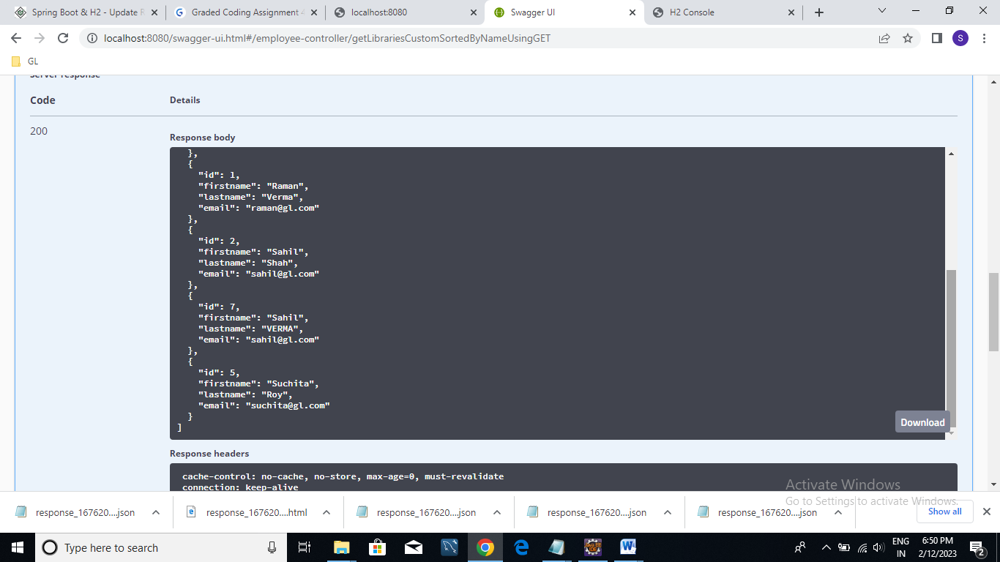 Spring Boot & H2 - Update R
Graded Coding Assignment 4
localhost:8080
Swagger UI
H2 Console
localhost:8080/swagger-ui.html#/employee-controller/getLibrariesCustomSortedByNameUsingGET
S
GL
Server response
Code
Details
200
Response body
},
{
"id": 1,
"firstname": "Raman",
"lastname": "Verma",
"email": "raman@gl.com"
},
{
"id": 2,
"firstname": "Sahil",
"lastname": "Shah",
"email": "sahil@gl.com"
},
{
"id": 7,
"firstname": "Sahil",
"lastname": "VERMA",
"email": "sahil@gl.com"
},
{
"id": 5,
"firstname": "Suchita",
"lastname": "Roy",
"email": "suchita@gl.com"
}
]
Download
Response headers
cache-control: no-cache, no-store, max-age=0, must-revalidate
connection: keep-alive
Activate Windows
Go to Settings to activate Windows.
response_167620....json
response_167620....html
response_167620....json
response_167620....json
response_167620....json
Show all
Type here to search
ENG
IN
6:50 PM
2/12/2023
2